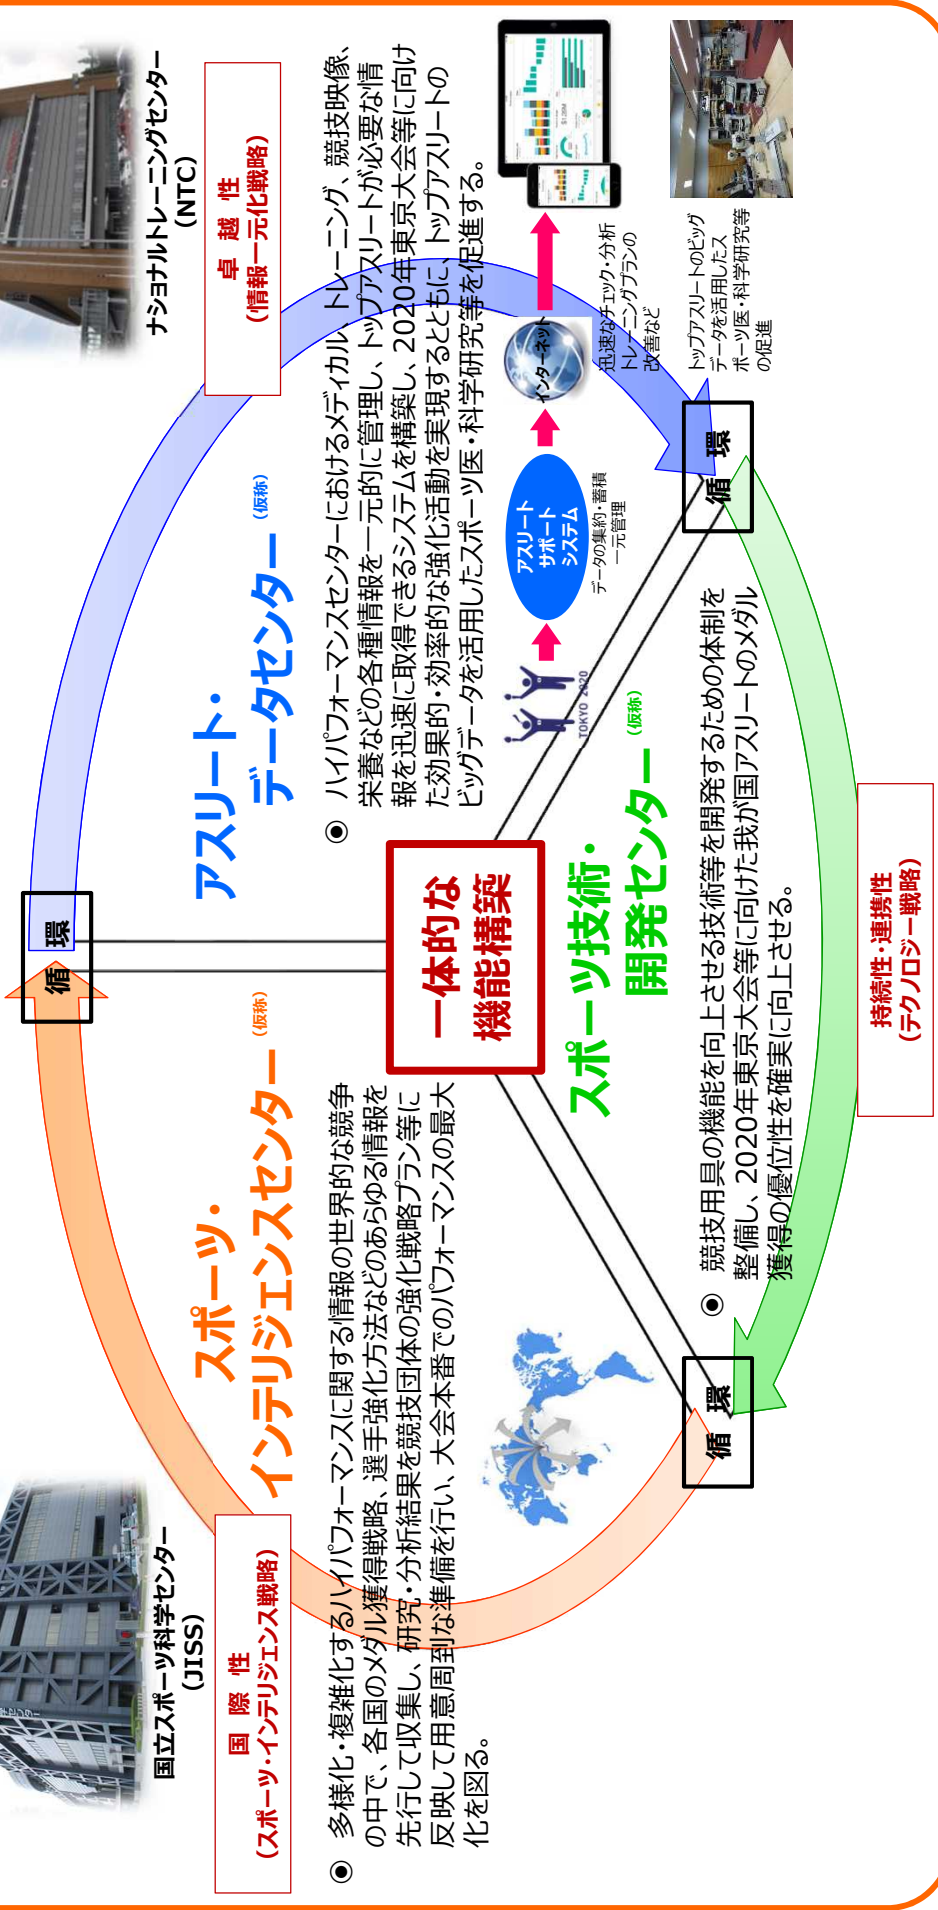 国立スポーツ科学センター
(JISS)
ナショナルトレーニングセンター
(NTC)
国 際 性
(スポーツ・インテリジェンス戦略)
卓 越 性
(情報一元化戦略)
循 環
スポーツ・
インテリジェンスセンター(仮称)
アスリート・
データセンター(仮称)
◉ 多様化・複雑化するハイパフォーマンスに関する情報の世界的な競争
の中で、各国のメダル獲得戦略、選手強化方法などのあらゆる情報を
先行して収集し、研究・分析結果を競技団体の強化戦略プラン等に
反映して用意周到な準備を行い、大会本番でのパフォーマンスの最大
化を図る。
◉ ハイパフォーマンスセンターにおけるメディカル、トレーニング、競技映像、
栄養などの各種情報を一元的に管理し、トップアスリートが必要な情
報を迅速に取得できるシステムを構築し、2020年東京大会等に向け
た効果的・効率的な強化活動を実現するとともに、トップアスリートの
ビッグデータを活用したスポーツ医・科学研究等を促進する。
一体的な
機能構築
TOKYO 2020
アスリート
サポート
システム
データの集約・蓄積
一元管理
インターネット
迅速なチェック・分析
トレーニングプランの
改善など
トップアスリートのビッグ
データを活用したス
ポーツ医・科学研究等
の促進
スポーツ技術・
開発センター(仮称)
循 環
循 環
◉ 競技用具の機能を向上させる技術等を開発するための体制を
整備し、2020年東京大会等に向けた我が国アスリートのメダル
獲得の優位性を確実に向上させる。
持続性・連携性
(テクノロジー戦略)